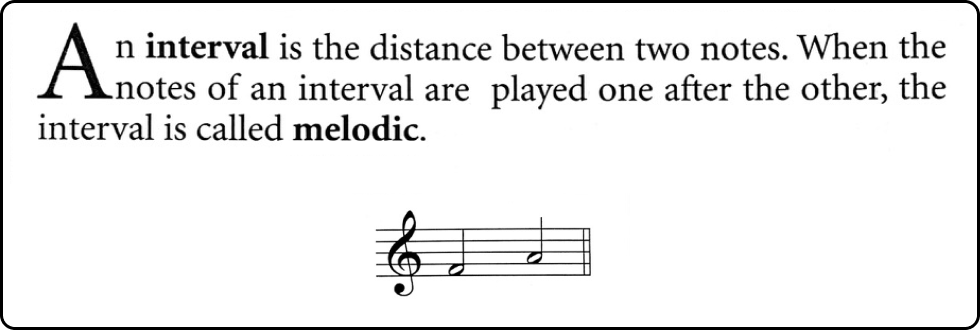 An interval is the distance between two notes. When the
notes of an interval are played one after the other, the
interval is called melodic.